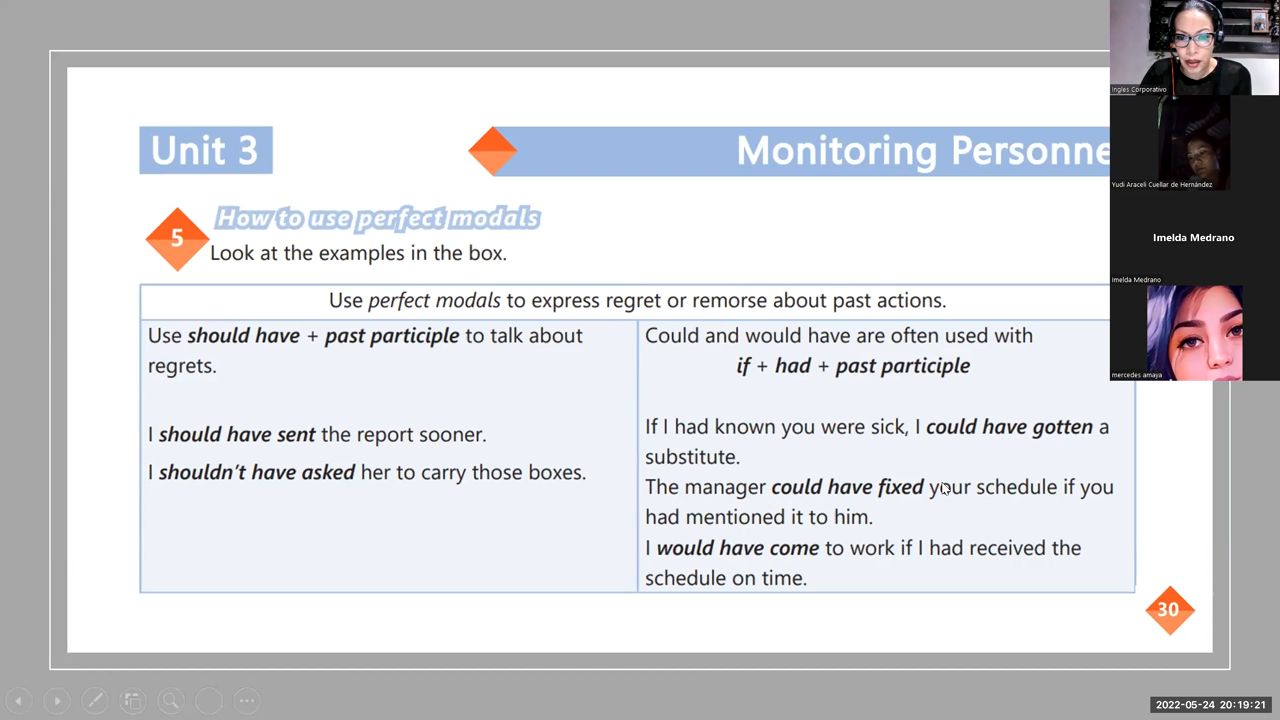 Unit 3
Monitoring Personne
5
How to use perfect modals
Look at the examples in the box.
Use perfect modals to express regret or remorse about past actions.
Use should have + past participle to talk about
regrets.
I should have sent the report sooner.
I shouldn't have asked her to carry those boxes.
Could and would have are often used with
if + had + past participle
If I had known you were sick, I could have gotten a
substitute.
The manager could have fixed your schedule if you
had mentioned it to him.
I would have come to work if I had received the
schedule on time.
30
Ingles Corporativo
Yudi Araceli Cuellar de Hernández
Imelda Medrano
Imelda Medrano
mercedes amaya
2022-05-24 20:19:21